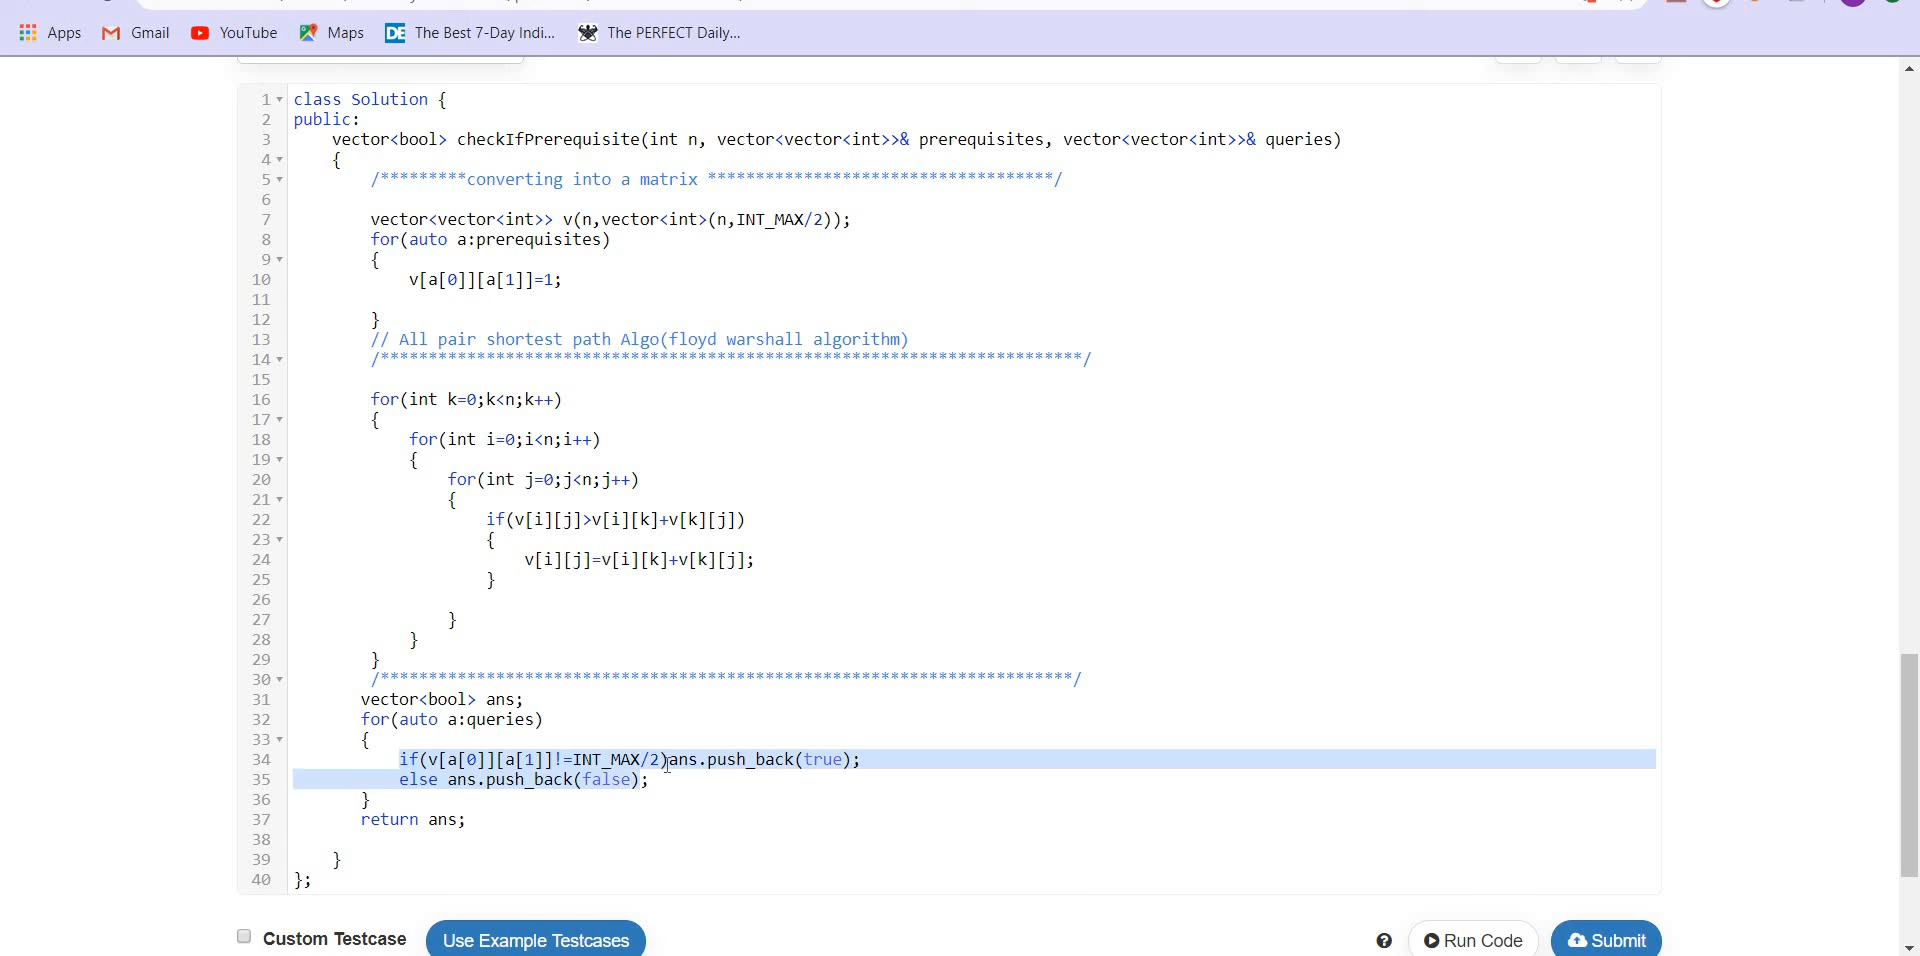 Apps Gmail YouTube Maps DE The Best 7-Day Indi... The PERFECT Daily...
1 class Solution {
2 public:
3     vector<bool> checkIfPrerequisite(int n, vector<vector<int>>& prerequisites, vector<vector<int>>& queries)
4     {
5         /*********converting into a matrix ************************************/
6
7         vector<vector<int>> v(n,vector<int>(n,INT_MAX/2));
8         for(auto a:prerequisites)
9         {
10             v[a[0]][a[1]]=1;
11
12         }
13         // All pair shortest path Algo(floyd warshall algorithm)
14         /*************************************************************************/
15
16         for(int k=0;k<n;k++)
17         {
18             for(int i=0;i<n;i++)
19             {
20                 for(int j=0;j<n;j++)
21                 {
22                     if(v[i][j]>v[i][k]+v[k][j])
23                     {
24                         v[i][j]=v[i][k]+v[k][j];
25                     }
26
27                 }
28             }
29         }
30         /************************************************************************/
31        vector<bool> ans;
32        for(auto a:queries)
33        {
34            if(v[a[0]][a[1]]!=INT_MAX/2)ans.push_back(true);
35            else ans.push_back(false);
36        }
37        return ans;
38
39     }
40 };
Custom Testcase Use Example Testcases ? Run Code Submit